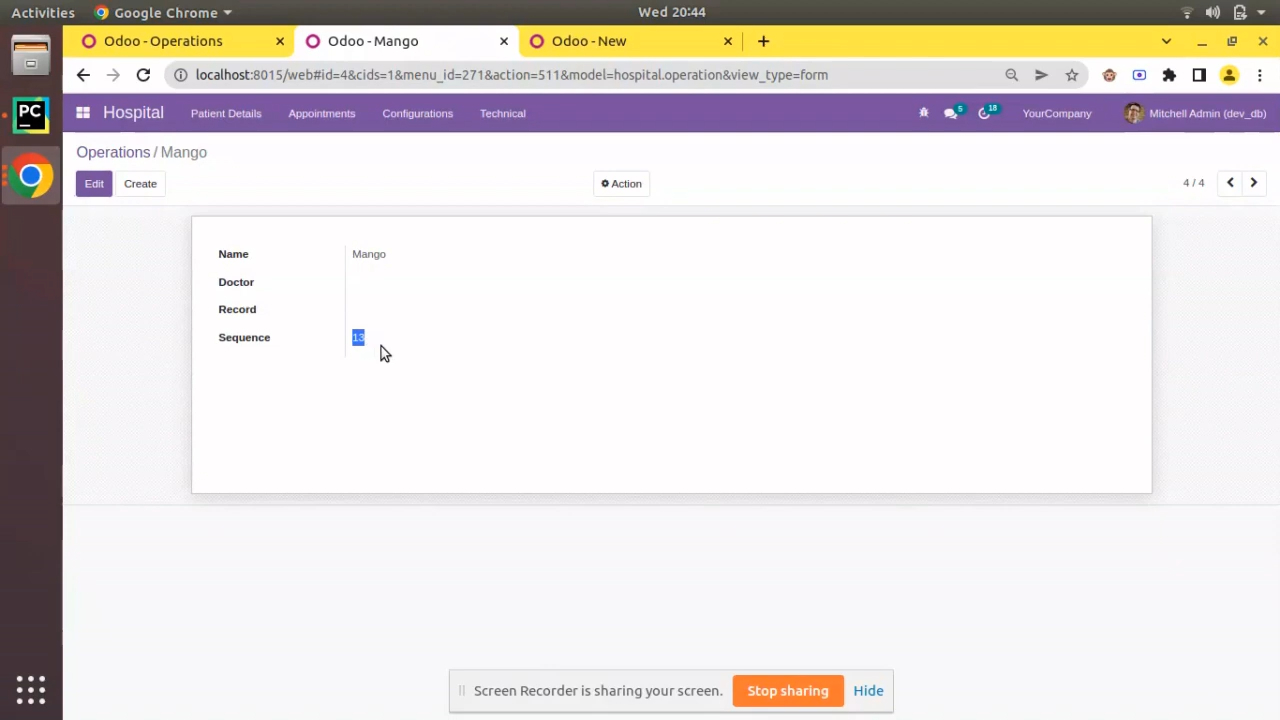 Activities Google Chrome Wed 20:44
Odoo - Operations Odoo - Mango Odoo - New
localhost:8015/web#id=4&cids=1&menu_id=271&action=511&model=hospital.operation&view_type=form
Hospital Patient Details Appointments Configurations Technical 5 18 YourCompany Mitchell Admin (dev_db)
Operations / Mango
Edit Create Action 4 / 4
Name Mango
Doctor
Record
Sequence 13
PC
Screen Recorder is sharing your screen. Stop sharing Hide